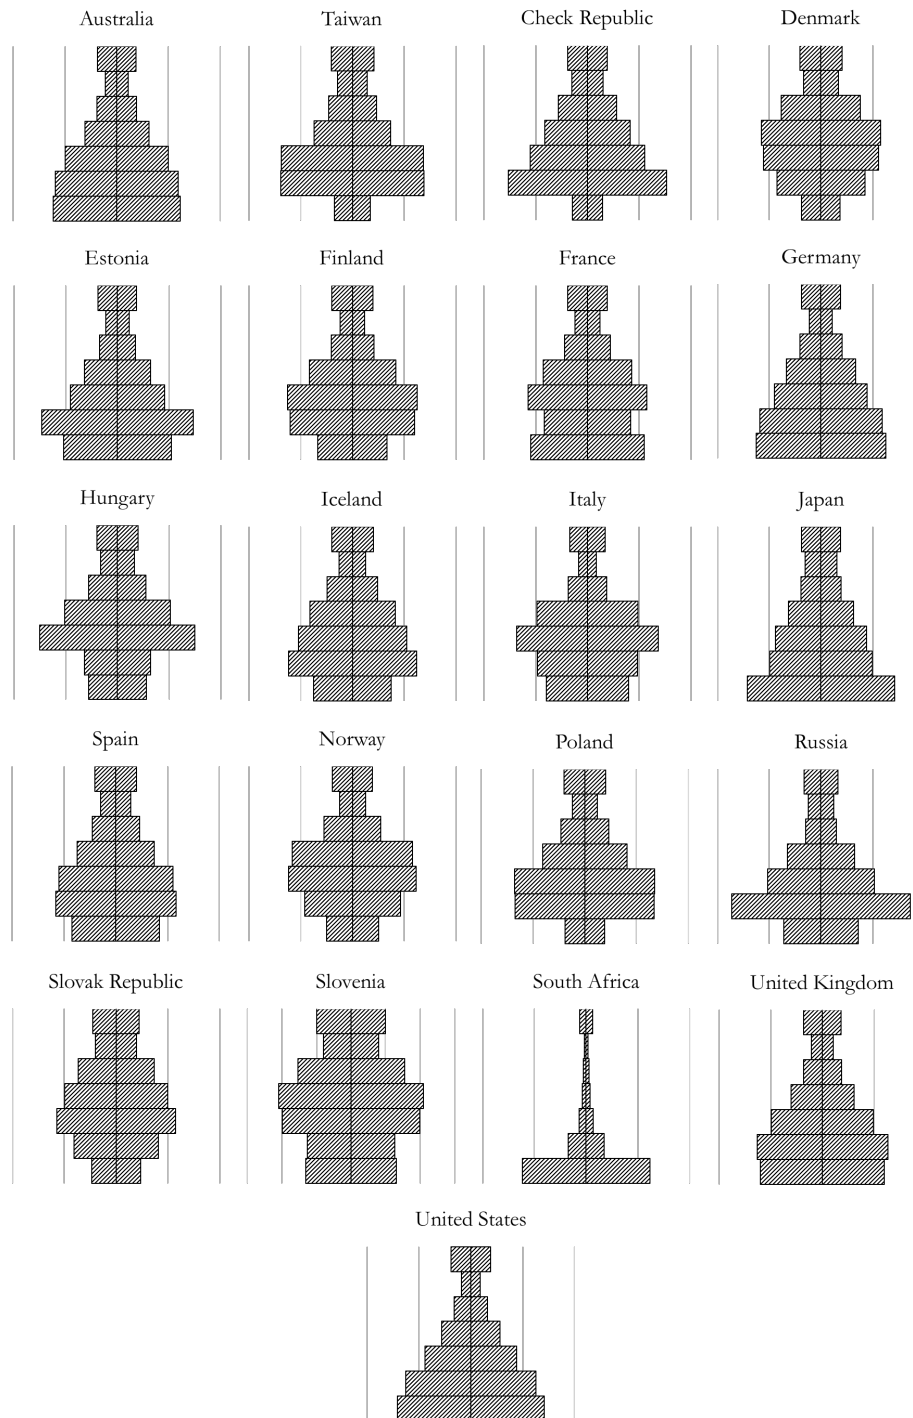 Australia
Taiwan
Check Republic
Denmark
Estonia
Finland
France
Germany
Hungary
Iceland
Italy
Japan
Spain
Norway
Poland
Russia
Slovak Republic
Slovenia
South Africa
United Kingdom
United States